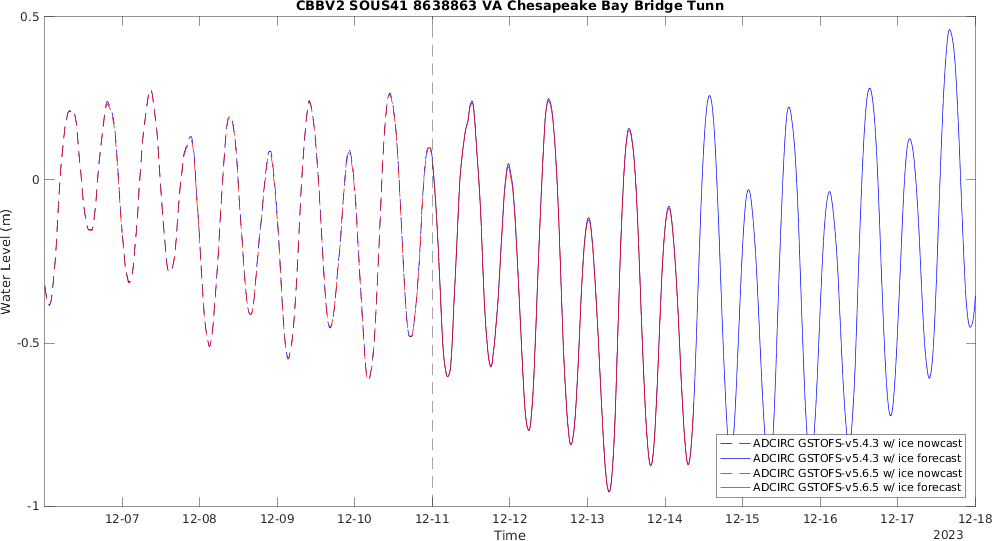 CBBV2 SOUS41 8638863 VA Chesapeake Bay Bridge Tunn
0.5
0
-0.5
-1
Water Level (m)
12-07 12-08 12-09 12-10 12-11 12-12 12-13 12-14 12-15 12-16 12-17 12-18
Time
2023
ADCIRC GSTOFS-v5.4.3 w/ ice nowcast
ADCIRC GSTOFS-v5.4.3 w/ ice forecast
ADCIRC GSTOFS-v5.6.5 w/ ice nowcast
ADCIRC GSTOFS-v5.6.5 w/ ice forecast